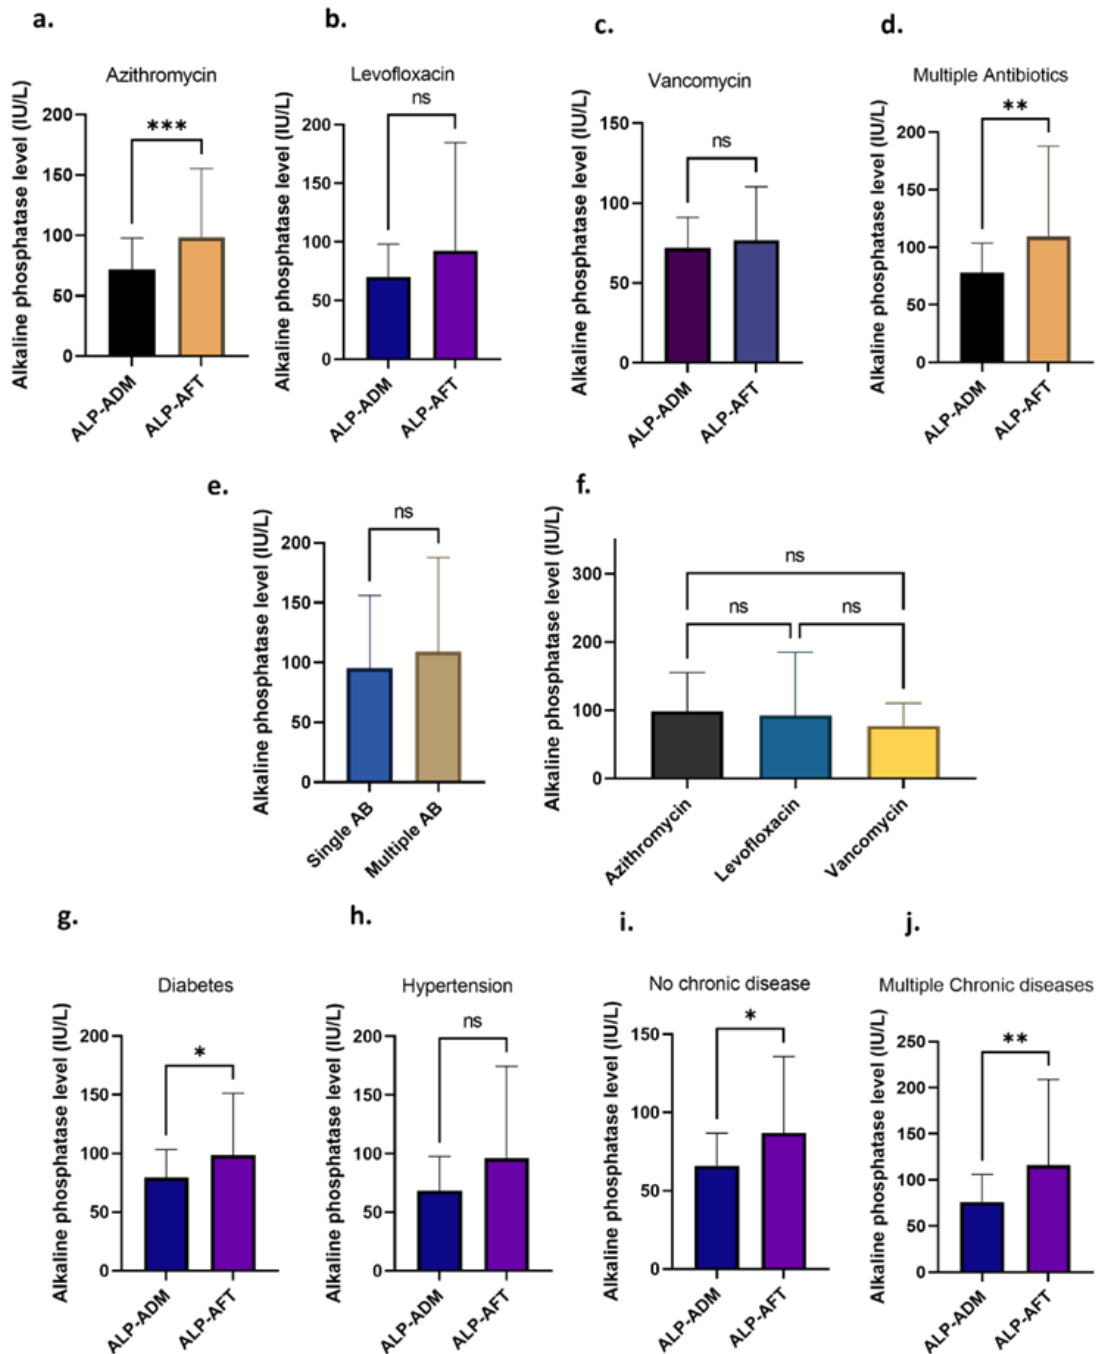 a.
Azithromycin
Alkaline phosphatase level (IU/L)
200
150
100
50
0
***
ALP-ADM
ALP-AFT
b.
Levofloxacin
Alkaline phosphatase level (IU/L)
200
150
100
50
0
ns
ALP-ADM
ALP-AFT
c.
Vancomycin
Alkaline phosphatase level (IU/L)
150
100
50
0
ns
ALP-ADM
ALP-AFT
d.
Multiple Antibiotics
Alkaline phosphatase level (IU/L)
200
150
100
50
0
**
ALP-ADM
ALP-AFT
e.
Alkaline phosphatase level (IU/L)
200
150
100
50
0
ns
Single AB
Multiple AB
f.
Alkaline phosphatase level (IU/L)
300
200
100
0
ns
ns
ns
Azithromycin
Levofloxacin
Vancomycin
g.
Diabetes
Alkaline phosphatase level (IU/L)
200
150
100
50
0
*
ALP-ADM
ALP-AFT
h.
Hypertension
Alkaline phosphatase level (IU/L)
200
150
100
50
0
ns
ALP-ADM
ALP-AFT
i.
No chronic disease
Alkaline phosphatase level (IU/L)
150
100
50
0
*
ALP-ADM
ALP-AFT
j.
Multiple Chronic diseases
Alkaline phosphatase level (IU/L)
250
200
150
100
50
0
**
ALP-ADM
ALP-AFT